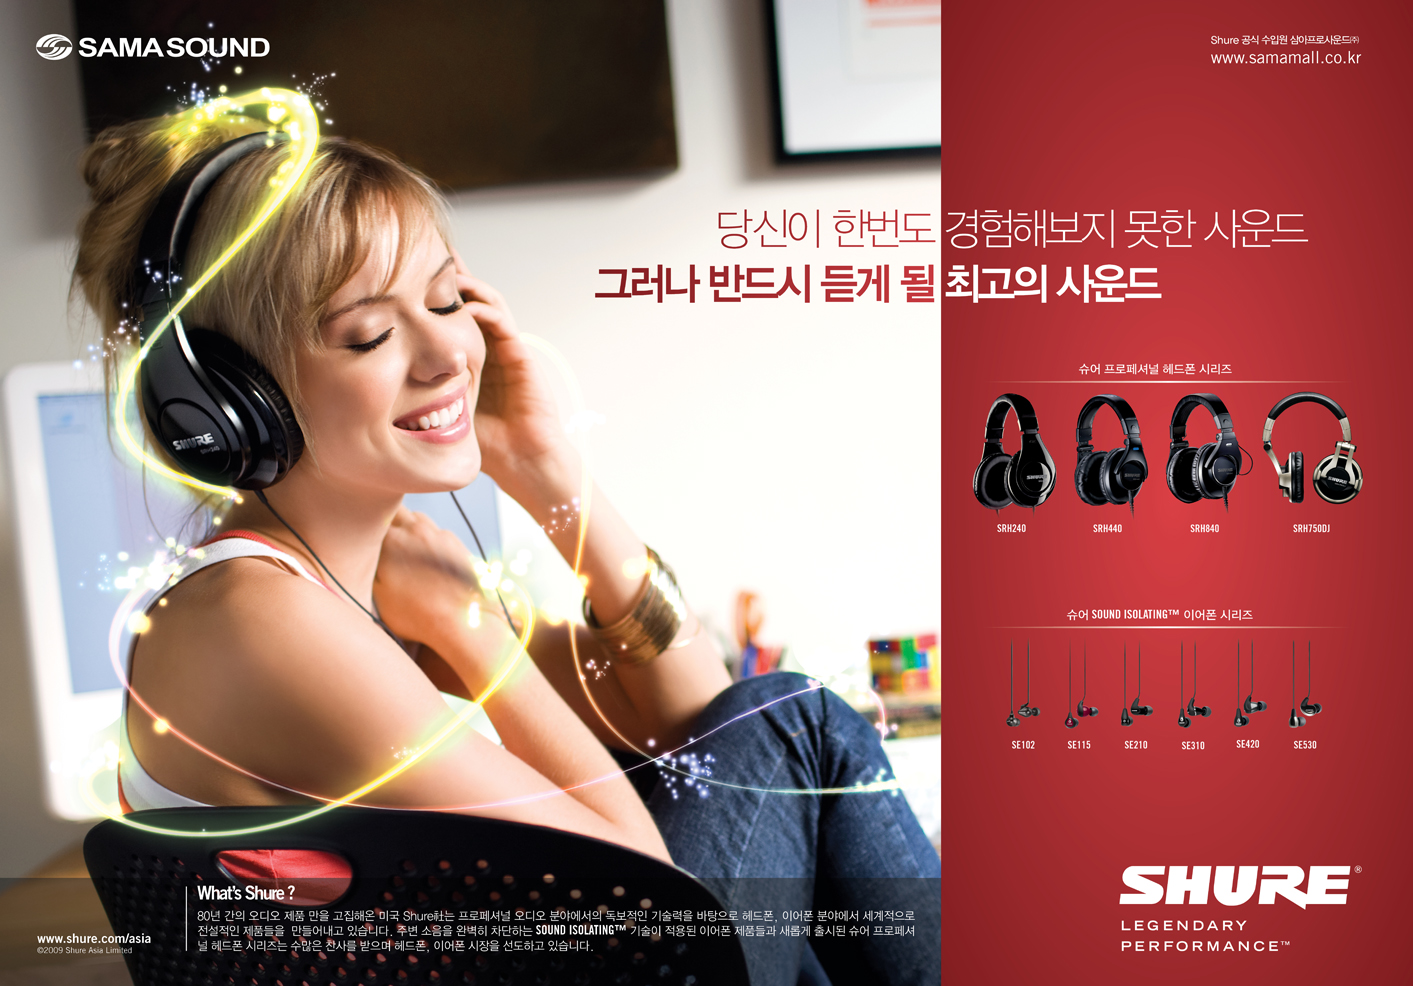 SAMA SOUND
Shure 공식 수입원 삼아프로사운드㈜
www.samamall.co.kr
당신이 한번도 경험해보지 못한 사운드
그러나 반드시 듣게 될 최고의 사운드
슈어 프로페셔널 헤드폰 시리즈
SHURE
SRH240
SRH240
SRH440
SRH840
SRH750DJ
슈어 SOUND ISOLATING™ 이어폰 시리즈
SE102
SE115
SE210
SE310
SE420
SE530
SHURE®
LEGENDARY
PERFORMANCE™
What's Shure ?
80년 간의 오디오 제품 만을 고집해온 미국 Shure社는 프로페셔널 오디오 분야에서의 독보적인 기술력을 바탕으로 헤드폰, 이어폰 분야에서 세계적으로
전설적인 제품들을 만들어내고 있습니다. 주변 소음을 완벽히 차단하는 SOUND ISOLATING™ 기술이 적용된 이어폰 제품들과 새롭게 출시된 슈어 프로페셔
널 헤드폰 시리즈는 수많은 찬사를 받으며 헤드폰, 이어폰 시장을 선도하고 있습니다.
www.shure.com/asia
©2009 Shure Asia Limited